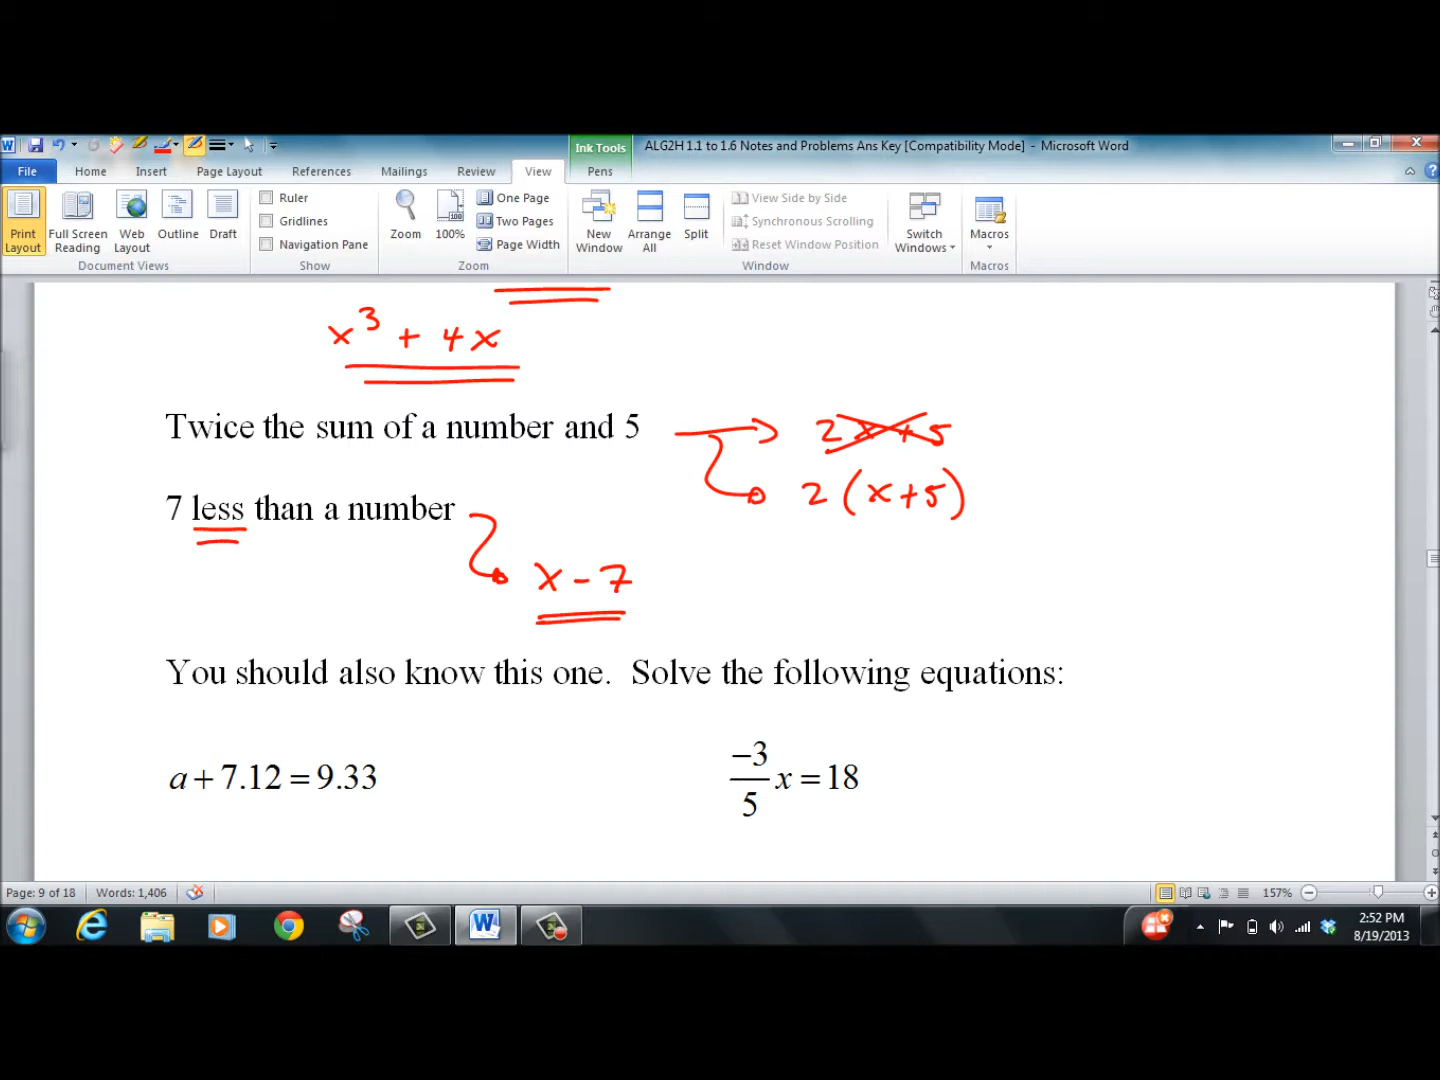 ALG2H 1.1 to 1.6 Notes and Problems Ans Key [Compatibility Mode] - Microsoft Word
Ink Tools
File Home Insert Page Layout References Mailings Review View Pens
Print Layout
Full Screen Reading
Web Layout
Outline
Draft
Document Views
Ruler
Gridlines
Navigation Pane
Show
Zoom
100%
One Page
Two Pages
Page Width
Zoom
New Window
Arrange All
Split
View Side by Side
Synchronous Scrolling
Reset Window Position
Switch Windows
Window
Macros
Macros
x³ + 4x
Twice the sum of a number and 5 2x+5
2(x+5)
7 less than a number
x-7
You should also know this one. Solve the following equations:
a + 7.12 = 9.33
-3/5 x = 18
Page: 9 of 18 Words: 1,406 157%
2:52 PM
8/19/2013